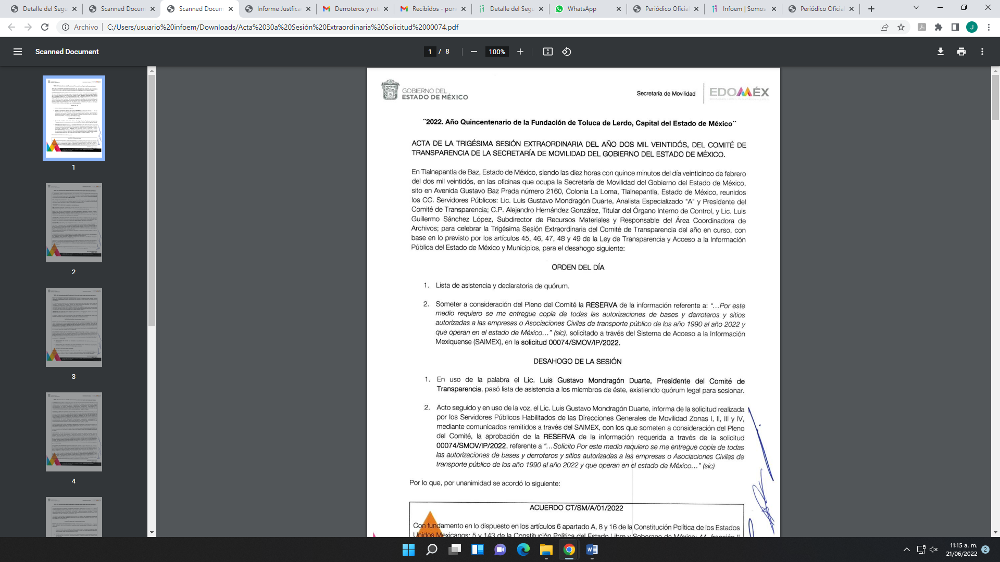 Detalle del Segu
Scanned Docum
Scanned Docum
Informe Justfica
Derroteros y rut
Recibidos - pon
Detalle del Segu
WhatsApp
Periódico Oficia
Infoem | Somos
Periódico Oficia
Archivo
C:/Users/usuario%20infoem/Downloads/Acta%2030a%20Sesión%20Extraordinaria%20Solicitud%2000074.pdf
J
Scanned Document
1 / 8
100%
1
2
3
4
GOBIERNO DEL
ESTADO DE MÉXICO
Secretaría de Movilidad
EDOMÉX
´´2022. Año Quincentenario de la Fundación de Toluca de Lerdo, Capital del Estado de México´´
ACTA DE LA TRIGÉSIMA SESIÓN EXTRAORDINARIA DEL AÑO DOS MIL VEINTIDÓS, DEL COMITÉ DE
TRANSPARENCIA DE LA SECRETARÍA DE MOVILIDAD DEL GOBIERNO DEL ESTADO DE MÉXICO.
En Tlalnepantla de Baz, Estado de México, siendo las diez horas con quince minutos del día veinticinco de febrero
del dos mil veintidós, en las oficinas que ocupa la Secretaría de Movilidad del Gobierno del Estado de México,
sito en Avenida Gustavo Baz Prada número 2160, Colonia La Loma, Tlalnepantla, Estado de México, reunidos
los CC. Servidores Públicos: Lic. Luis Gustavo Mondragón Duarte, Analista Especializado "A" y Presidente del
Comité de Transparencia; C.P. Alejandro Hernández González, Titular del Órgano Interno de Control, y Lic. Luis
Guillermo Sánchez López, Subdirector de Recursos Materiales y Responsable del Área Coordinadora de
Archivos; para celebrar la Trigésima Sesión Extraordinaria del Comité de Transparencia del año en curso, con
base en lo previsto por los artículos 45, 46, 47, 48 y 49 de la Ley de Transparencia y Acceso a la Información
Pública del Estado de México y Municipios, para el desahogo siguiente:
ORDEN DEL DÍA
1. Lista de asistencia y declaratoria de quórum.
2. Someter a consideración del Pleno del Comité la RESERVA de la información referente a: “…Por este
medio requiero se me entregue copia de todas las autorizaciones de bases y derroteros y sitios
autorizadas a las empresas o Asociaciones Civiles de transporte público de los año 1990 al año 2022 y
que operan en el estado de México…” (sic), solicitado a través del Sistema de Acceso a la Información
Mexiquense (SAIMEX), en la solicitud 00074/SMOV/IP/2022.
DESAHOGO DE LA SESIÓN
1. En uso de la palabra el Lic. Luis Gustavo Mondragón Duarte, Presidente del Comité de
Transparencia, pasó lista de asistencia a los miembros de éste, existiendo quórum legal para sesionar.
2. Acto seguido y en uso de la voz, el Lic. Luis Gustavo Mondragón Duarte, informa de la solicitud realizada
por los Servidores Públicos Habilitados de las Direcciones Generales de Movilidad Zonas I, II, III y IV,
mediante comunicados remitidos a través del SAIMEX, con los que someten a consideración del Pleno
del Comité, la aprobación de la RESERVA de la información requerida a través de la solicitud
00074/SMOV/IP/2022, referente a “…Solicito Por este medio requiero se me entregue copia de todas
las autorizaciones de bases y derroteros y sitios autorizadas a las empresas o Asociaciones Civiles de
transporte público de los año 1990 al año 2022 y que operan en el estado de México…” (sic)
Por lo que, por unanimidad se acordó lo siguiente:
ACUERDO CT/SM/A/01/2022
Con fundamento en lo dispuesto en los artículos 6 apartado A, 8 y 16 de la Constitución Política de los Estados
Unidos Mexicanos; 5 y 143 de la Constitución Política del Estado Libre y Soberano de México; 44, fracción II
11:15 a. m.
21/06/2022
2